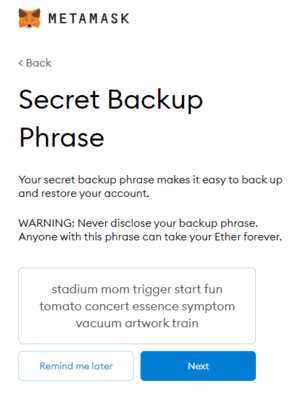 METAMASK
< Back
Secret Backup
Phrase
Your secret backup phrase makes it easy to back up
and restore your account.
WARNING: Never disclose your backup phrase.
Anyone with this phrase can take your Ether forever.
stadium mom trigger start fun
tomato concert essence symptom
vacuum artwork train
Remind me later
Next